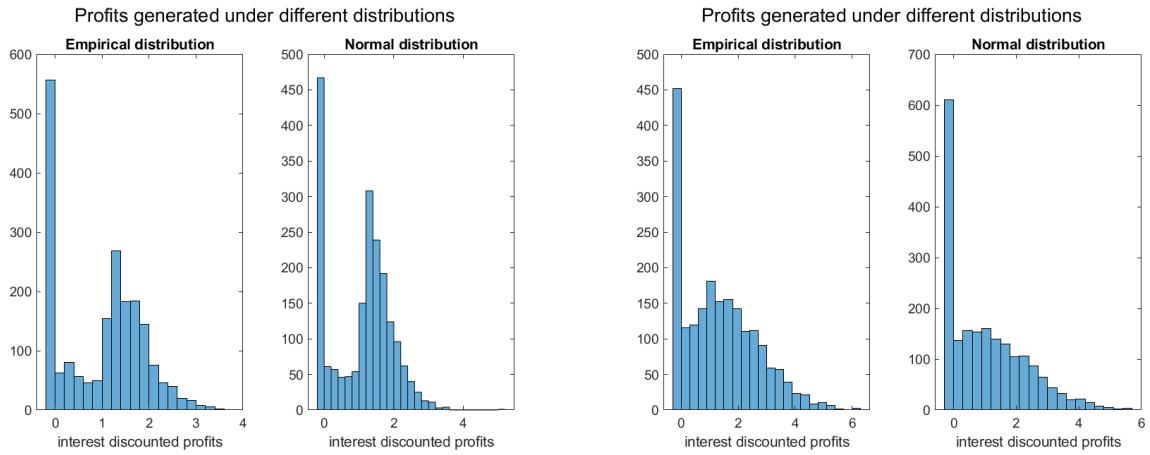 Profits generated under different distributions
Empirical distribution
600
500
400
300
200
100
0
0 1 2 3 4
interest discounted profits
Normal distribution
500
450
400
350
300
250
200
150
100
50
0
0 2 4
interest discounted profits
Profits generated under different distributions
Empirical distribution
500
450
400
350
300
250
200
150
100
50
0
0 2 4 6
interest discounted profits
Normal distribution
700
600
500
400
300
200
100
0
0 2 4 6
interest discounted profits